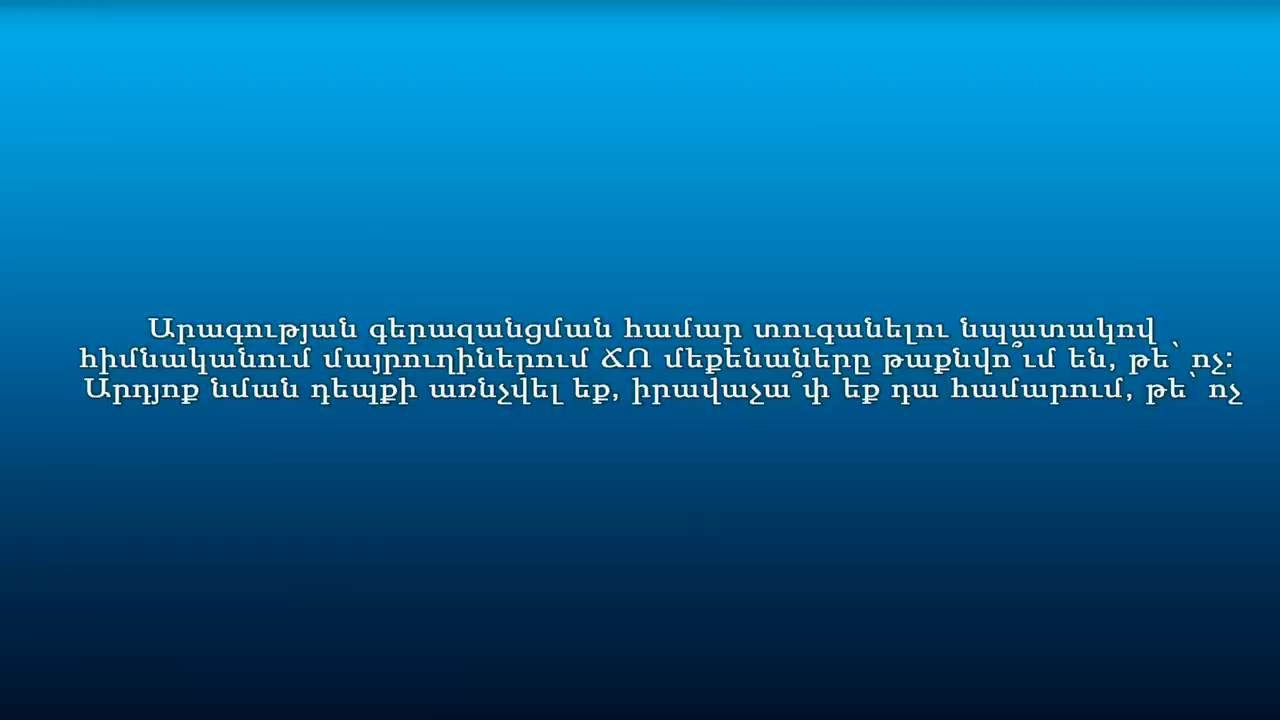 Արագության գերազանցման համար տուգանելու նպատակով
հիմնականում մայրուղիներում ՃՈ մեքենաները թաքնվո՞ւմ են, թե՝ ոչ:
Արդյոք նման դեպքի առնչվել եք, իրավաչա՞փ եք դա համարում, թե՝ ոչ